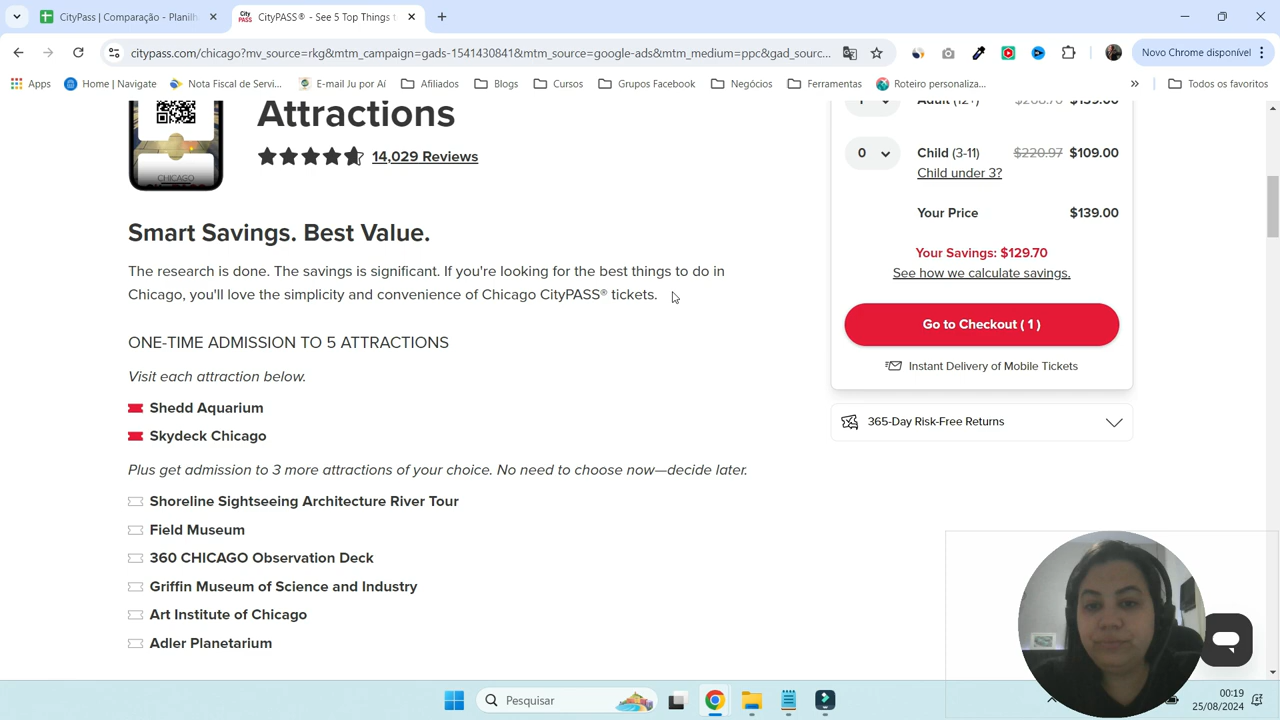 CityPass | Comparação - Planilh
City PASS
CityPASS® - See 5 Top Things t
citypass.com/chicago?mv_source=rkg&mtm_campaign=gads-1541430841&mtm_source=google-ads&mtm_medium=ppc&gad_sourc...
Novo Chrome disponível
Apps
Home | Navigate
Nota Fiscal de Servi...
E-mail Ju por Aí
Afiliados
Blogs
Cursos
Grupos Facebook
Negócios
Ferramentas
Roteiro personaliza...
»
Todos os favoritos
CHICAGO
Attractions
14,029 Reviews
Smart Savings. Best Value.
The research is done. The savings is significant. If you're looking for the best things to do in
Chicago, you'll love the simplicity and convenience of Chicago CityPASS® tickets.
ONE-TIME ADMISSION TO 5 ATTRACTIONS
Visit each attraction below.
Shedd Aquarium
Skydeck Chicago
Plus get admission to 3 more attractions of your choice. No need to choose now—decide later.
Shoreline Sightseeing Architecture River Tour
Field Museum
360 CHICAGO Observation Deck
Griffin Museum of Science and Industry
Art Institute of Chicago
Adler Planetarium
1 Adult (12+) $268.70 $139.00
0 Child (3-11) $220.97 $109.00
Child under 3?
Your Price $139.00
Your Savings: $129.70
See how we calculate savings.
Go to Checkout ( 1 )
Instant Delivery of Mobile Tickets
365-Day Risk-Free Returns
Pesquisar
00:19
25/08/2024